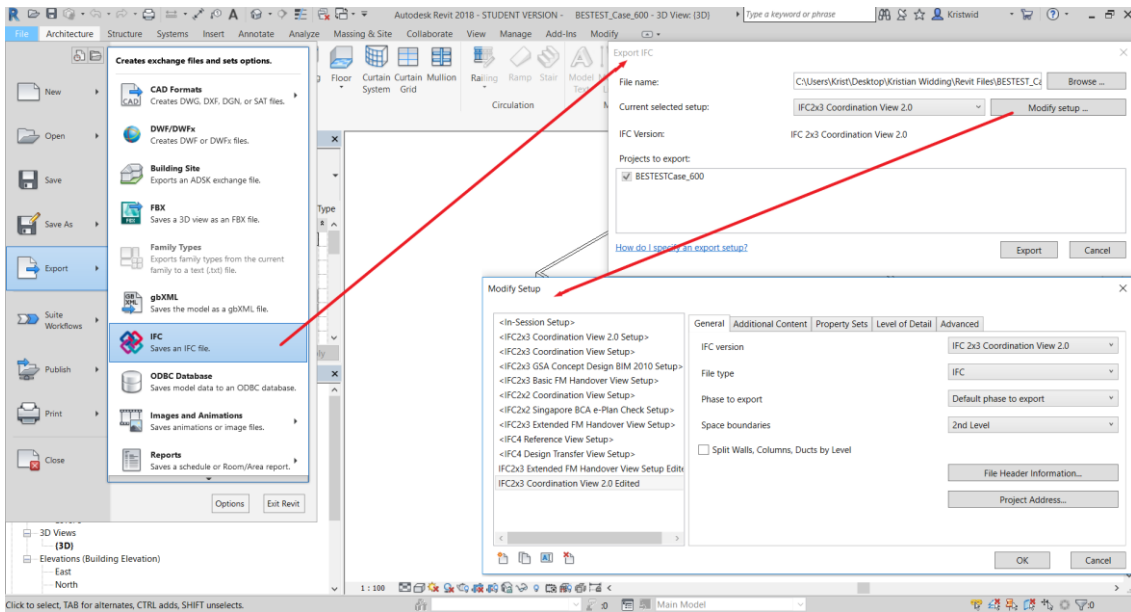 Autodesk Revit 2018 - STUDENT VERSION - BESTEST_Case_600 - 3D View: {3D}
Type a keyword or phrase
Kristwid
File Architecture Structure Systems Insert Annotate Analyze Massing & Site Collaborate View Manage Add-Ins Modify
Creates exchange files and sets options.
New
Open
Save
Save As
Export
Suite
Workflows
Publish
Print
Close
CAD Formats
Creates DWG, DXF, DGN, or SAT files.
DWF/DWFx
Creates DWF or DWFx files.
Building Site
Exports an ADSK exchange file.
FBX
Saves a 3D view as an FBX file.
Family Types
Exports family types from the current
family to a text (.txt) file.
gbXML
Saves the model as a gbXML file.
IFC
Saves an IFC file.
ODBC Database
Saves model data to an ODBC database.
Images and Animations
Saves animations or image files.
Reports
Saves a schedule or Room/Area report.
Options
Exit Revit
Floor Curtain Curtain Mullion Railing Ramp Stair Model
System Grid
Circulation
Type
Export IFC
File name:
C:\Users\Krist\Desktop\Kristian Widding\Revit Files\BESTEST_Ca
Browse ...
Current selected setup:
IFC2x3 Coordination View 2.0
Modify setup ...
IFC Version:
IFC 2x3 Coordination View 2.0
Projects to export:
BESTESTCase_600
How do I specify an export setup?
Export
Cancel
Modify Setup
<In-Session Setup>
<IFC2x3 Coordination View 2.0 Setup>
<IFC2x3 Coordination View Setup>
<IFC2x3 GSA Concept Design BIM 2010 Setup>
<IFC2x3 Basic FM Handover View Setup>
<IFC2x2 Coordination View Setup>
<IFC2x2 Singapore BCA e-Plan Check Setup>
<IFC2x3 Extended FM Handover View Setup>
<IFC4 Reference View Setup>
<IFC4 Design Transfer View Setup>
IFC2x3 Extended FM Handover View Setup Edite
IFC2x3 Coordination View 2.0 Edited
General Additional Content Property Sets Level of Detail Advanced
IFC version
IFC 2x3 Coordination View 2.0
File type
IFC
Phase to export
Default phase to export
Space boundaries
2nd Level
Split Walls, Columns, Ducts by Level
File Header Information...
Project Address...
OK
Cancel
3D Views
{3D}
Elevations (Building Elevation)
East
North
1 : 100
Click to select, TAB for alternates, CTRL adds, SHIFT unselects.
:0
Main Model
:0